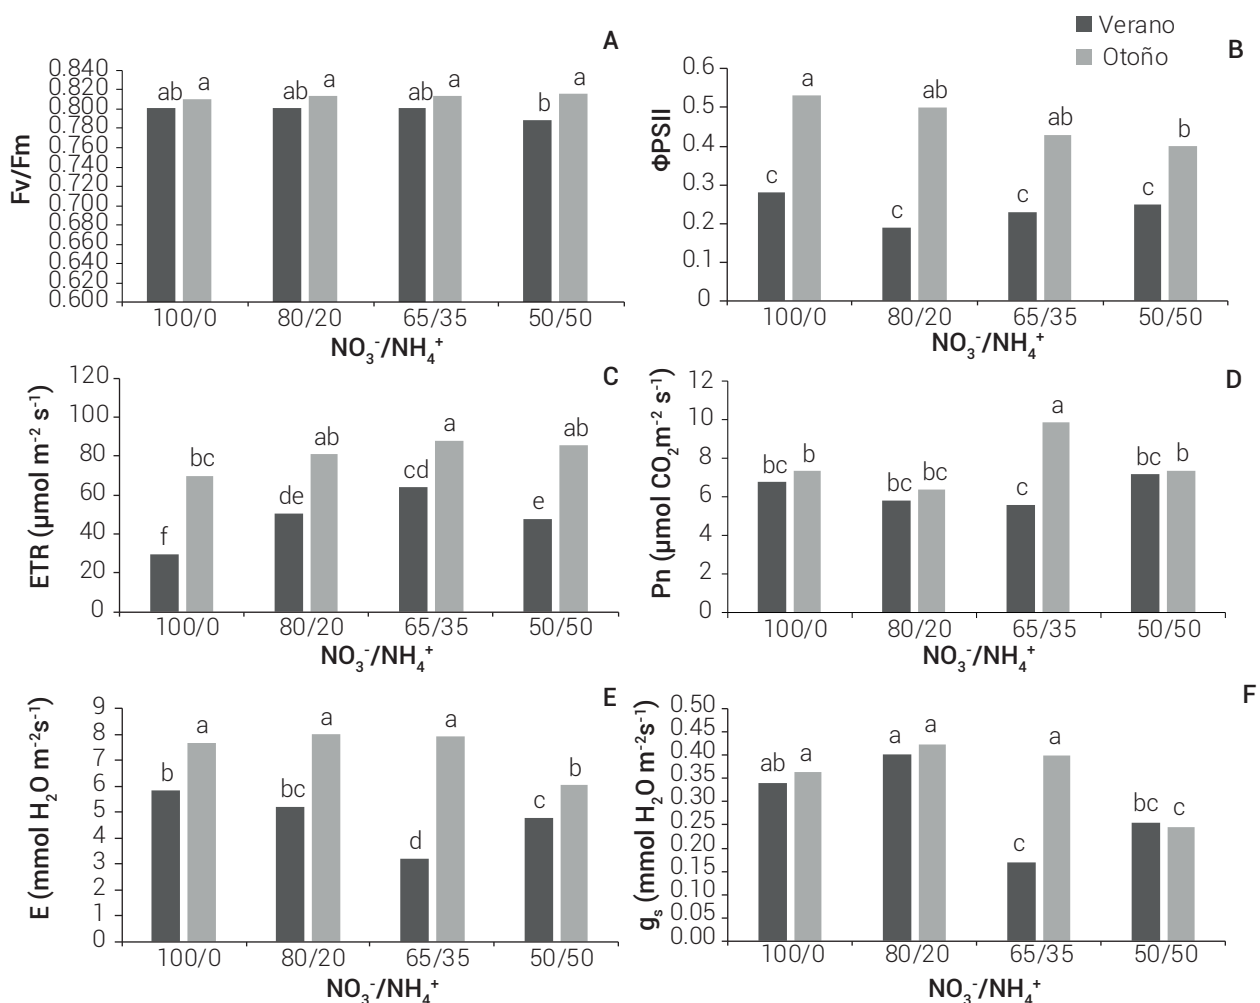 Verano
Otoño
A
Fv/Fm
0.840
0.820
0.800
0.780
0.760
0.740
0.720
0.700
0.680
0.660
0.640
0.620
0.600
ab a ab a ab a b a
100/0 80/20 65/35 50/50
NO₃⁻/NH₄⁺
B
ΦPSII
0.6
0.5
0.4
0.3
0.2
0.1
0
c a c ab c ab c b
100/0 80/20 65/35 50/50
NO₃⁻/NH₄⁺
C
ETR (µmol m⁻² s⁻¹)
120
100
80
60
40
20
0
f bc de ab cd a e ab
100/0 80/20 65/35 50/50
NO₃⁻/NH₄⁺
D
Pn (µmol CO₂m⁻² s⁻¹)
12
10
8
6
4
2
0
bc b bc bc c a bc b
100/0 80/20 65/35 50/50
NO₃⁻/NH₄⁺
E
E (mmol H₂O m⁻²s⁻¹)
9
8
7
6
5
4
3
2
1
0
b a bc a d a c b
100/0 80/20 65/35 50/50
NO₃⁻/NH₄⁺
F
gₛ (mmol H₂O m⁻²s⁻¹)
0.50
0.45
0.40
0.35
0.30
0.25
0.20
0.15
0.10
0.05
0.00
ab a a a c a bc c
100/0 80/20 65/35 50/50
NO₃⁻/NH₄⁺